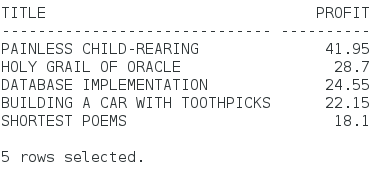 TITLE                             PROFIT
------------------------------ ----------
PAINLESS CHILD-REARING             41.95
HOLY GRAIL OF ORACLE                28.7
DATABASE IMPLEMENTATION            24.55
BUILDING A CAR WITH TOOTHPICKS     22.15
SHORTEST POEMS                      18.1

5 rows selected.